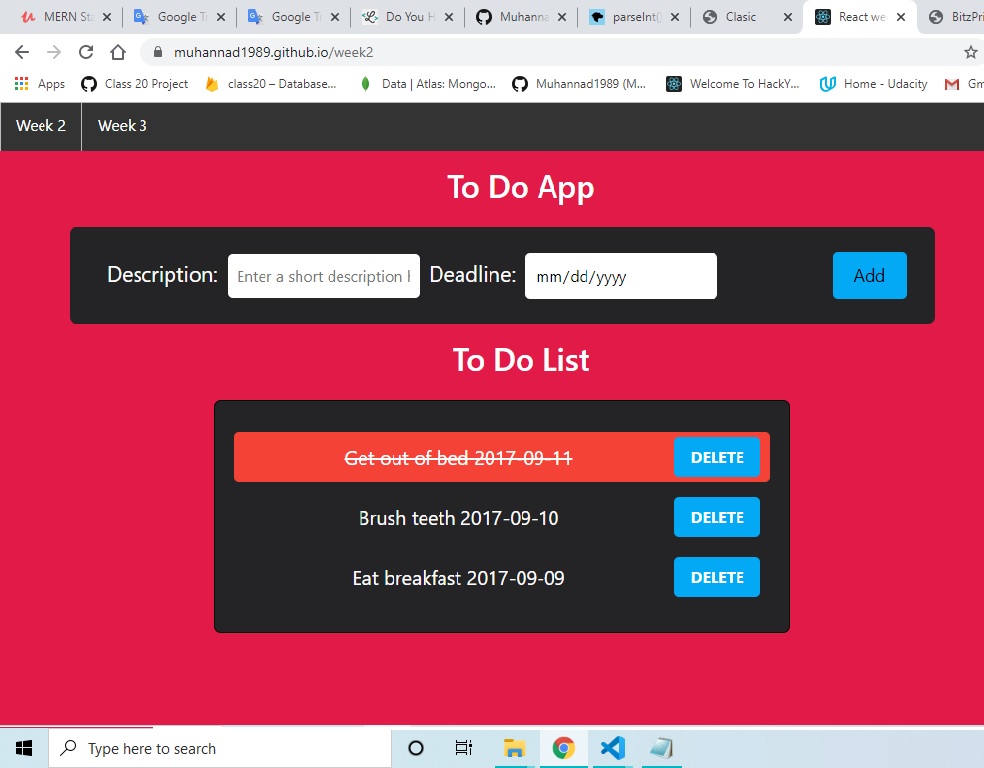 MERN Sta
Google Tr
Google Tr
Do You H
Muhanna
parseInt()
Clasic
React we
BitzPri
muhannad1989.github.io/week2
Apps
Class 20 Project
class20 – Database...
Data | Atlas: Mongo...
Muhannad1989 (M...
Welcome To HackY...
Home - Udacity
Gm
Week 2
Week 3
To Do App
Description:
Enter a short description h
Deadline:
mm/dd/yyyy
Add
To Do List
Get out of bed 2017-09-11
DELETE
Brush teeth 2017-09-10
DELETE
Eat breakfast 2017-09-09
DELETE
Type here to search